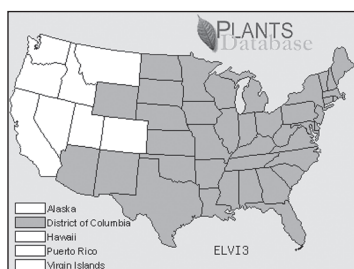 PLANTS
Database
Alaska
District of Columbia
Hawaii
Puerto Rico
Virgin Islands
ELVI3